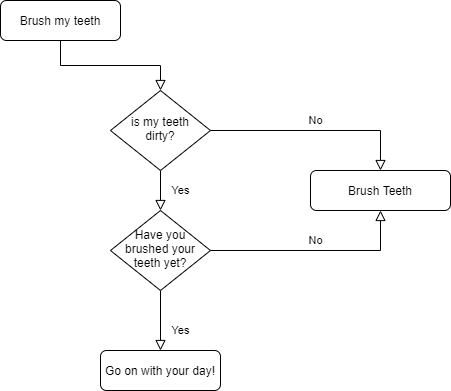 Brush my teeth
is my teeth
dirty?
No
Brush Teeth
Yes
Have you
brushed your
teeth yet?
No
Yes
Go on with your day!